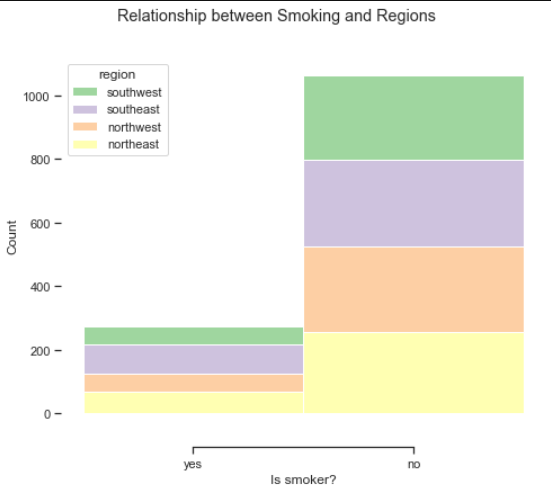 Relationship between Smoking and Regions
region
southwest
southeast
northwest
northeast
Count
1000
800
600
400
200
0
yes no
Is smoker?